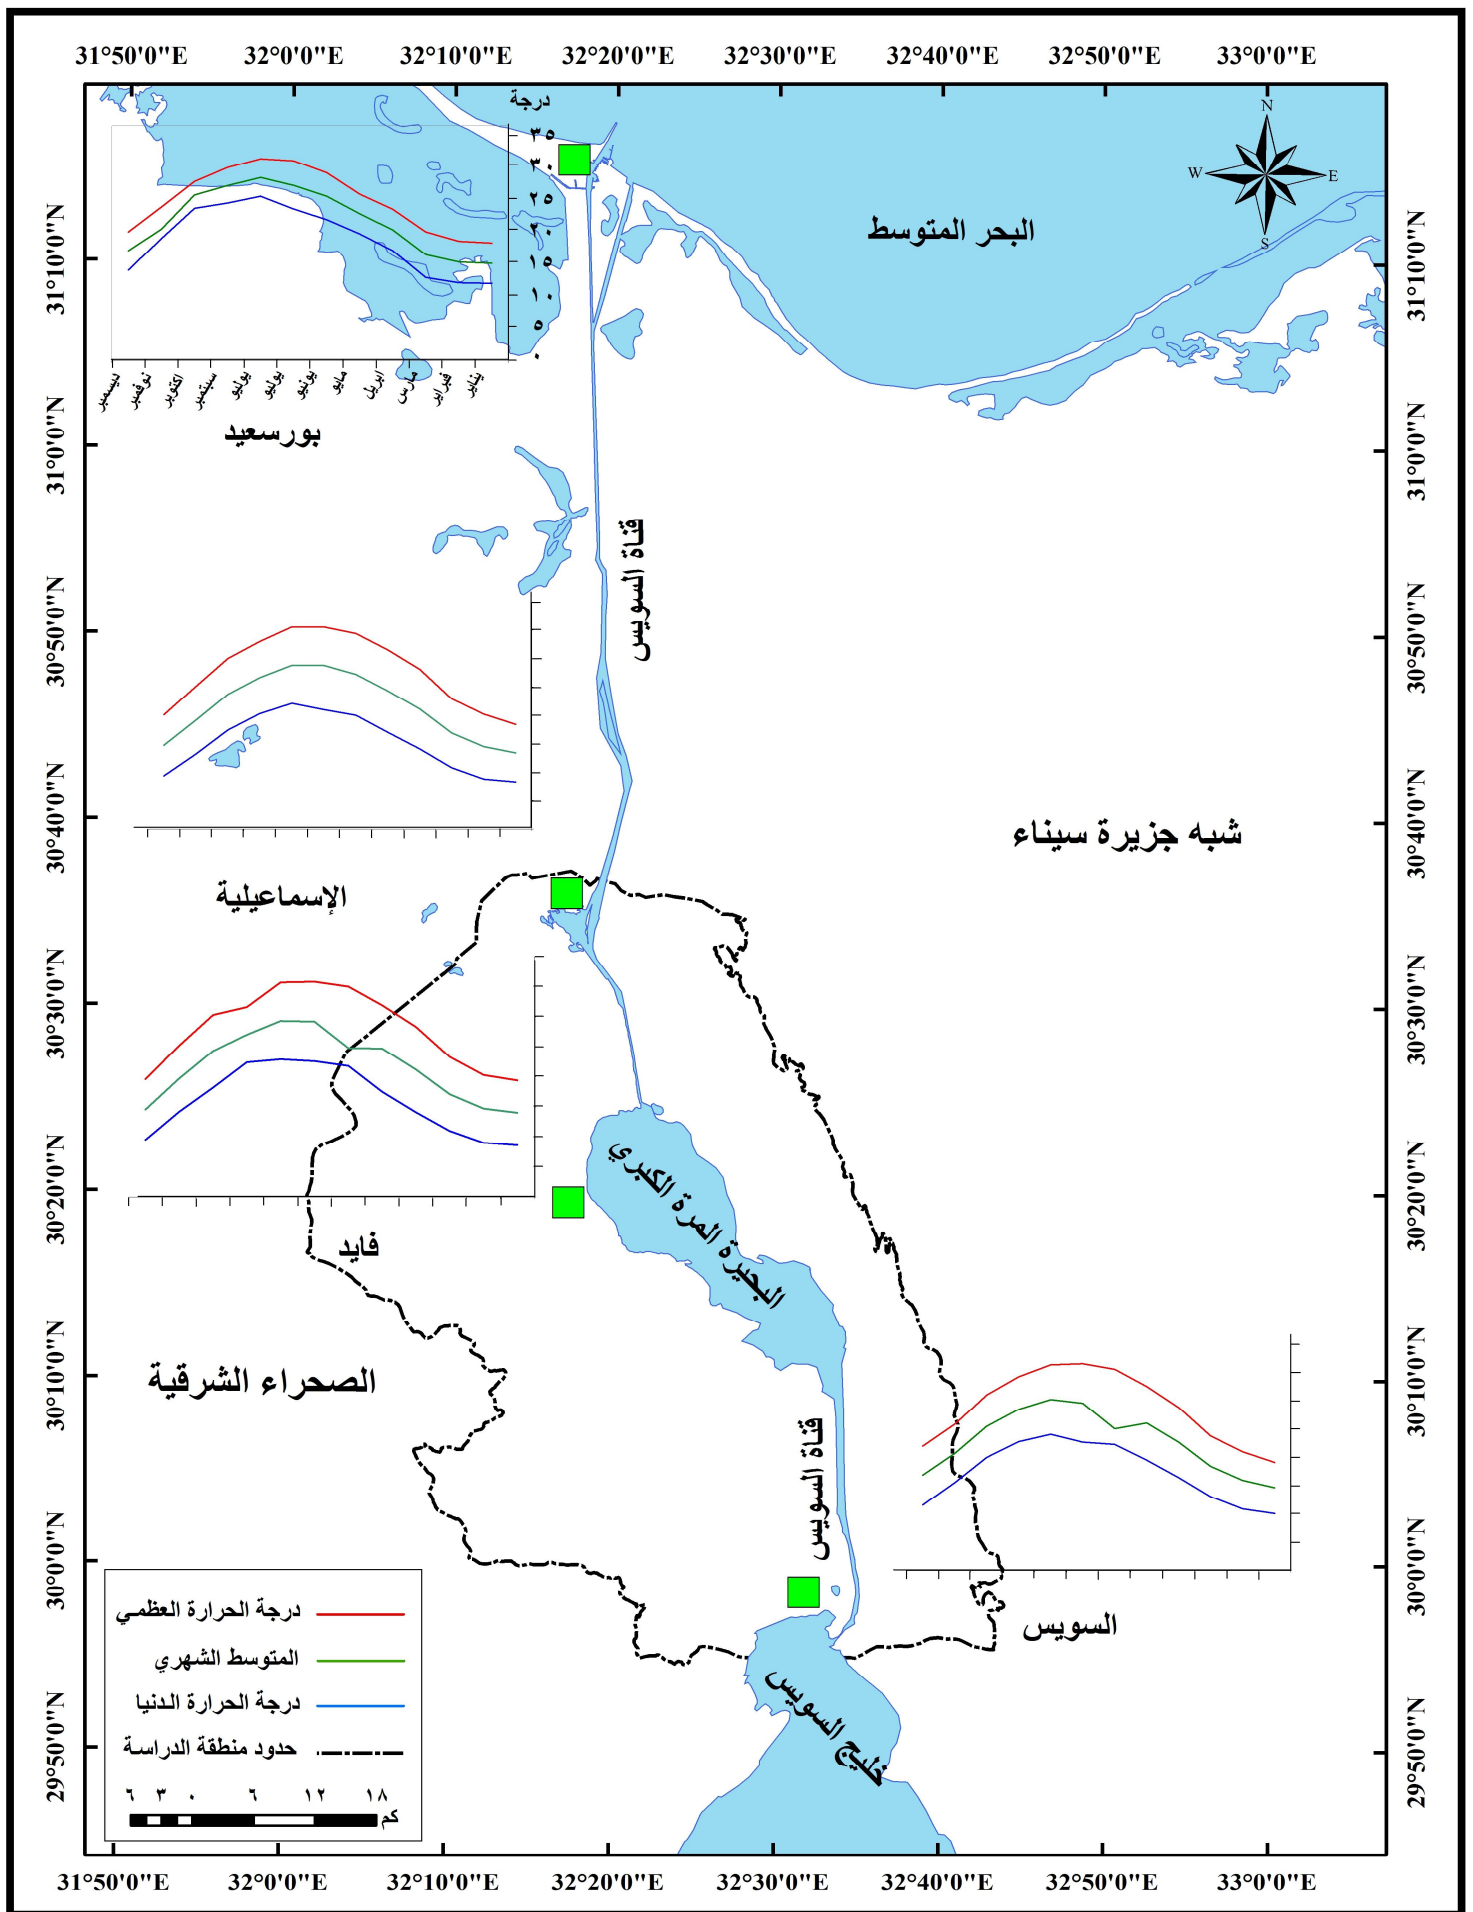 31°50'0"E 32°0'0"E 32°10'0"E 32°20'0"E 32°30'0"E 32°40'0"E 32°50'0"E 33°0'0"E
درجة
٣٥
٣٠
٢٥
٢٠
١٥
١٠
٥
٠
يناير
فبراير
مارس
ابريل
مايو
يونيو
يوليو
يوليو
سبتمبر
اكتوبر
نوفمبر
ديسمبر
بورسعيد
N
W E
S
البحر المتوسط
31°10'0"N 31°10'0"N
31°0'0"N 31°0'0"N
قناة السويس
30°50'0"N 30°50'0"N
30°40'0"N 30°40'0"N
شبه جزيرة سيناء
الإسماعيلية
30°30'0"N 30°30'0"N
البحيرة المرة الكبري
30°20'0"N 30°20'0"N
فايد
الصحراء الشرقية
30°10'0"N 30°10'0"N
قناة السويس
30°0'0"N 30°0'0"N
السويس
خليج السويس
29°50'0"N 29°50'0"N
درجة الحرارة العظمي
المتوسط الشهري
درجة الحرارة الدنيا
حدود منطقة الدراسة
٦ ٣ ٠ ٦ ١٢ ١٨
كم
31°50'0"E 32°0'0"E 32°10'0"E 32°20'0"E 32°30'0"E 32°40'0"E 32°50'0"E 33°0'0"E